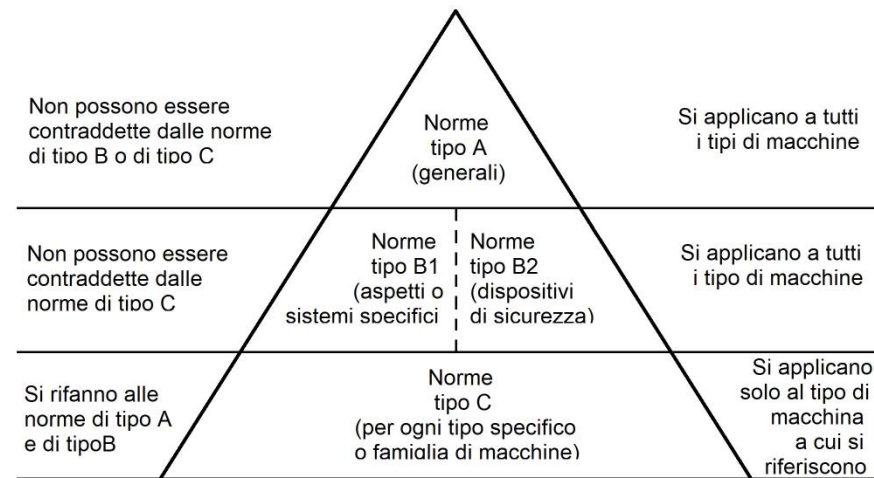 Non possono essere
contraddette dalle norme
di tipo B o di tipo C
Norme
tipo A
(generali)
Si applicano a tutti
i tipi di macchine
Non possono essere
contraddette dalle
norme di tipo C
Norme
tipo B1
(aspetti o
sistemi specifici
Norme
tipo B2
(dispositivi
di sicurezza)
Si applicano a tutti
i tipo di macchine
Si rifanno alle
norme di tipo A
e di tipoB
Norme
tipo C
(per ogni tipo specifico
o famiglia di macchine)
Si applicano
solo al tipo di
macchina
a cui si
riferiscono